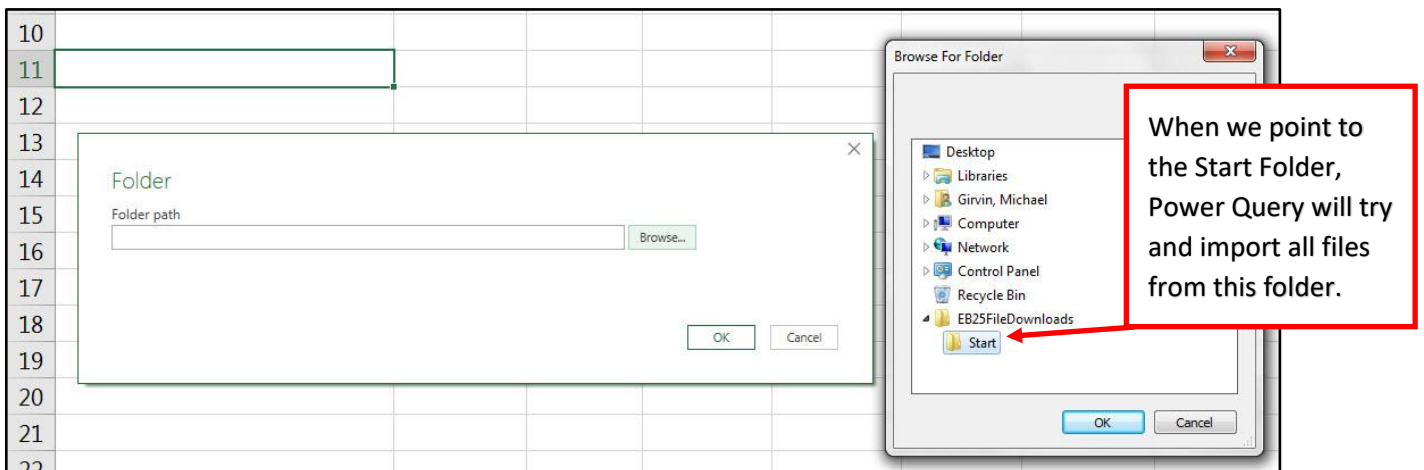 10
11
12
13
14
15
16
17
18
19
20
21
22
Folder
Folder path
Browse...
OK
Cancel
Browse For Folder
Desktop
Libraries
Girvin, Michael
Computer
Network
Control Panel
Recycle Bin
EB25FileDownloads
Start
OK
Cancel
When we point to
the Start Folder,
Power Query will try
and import all files
from this folder.